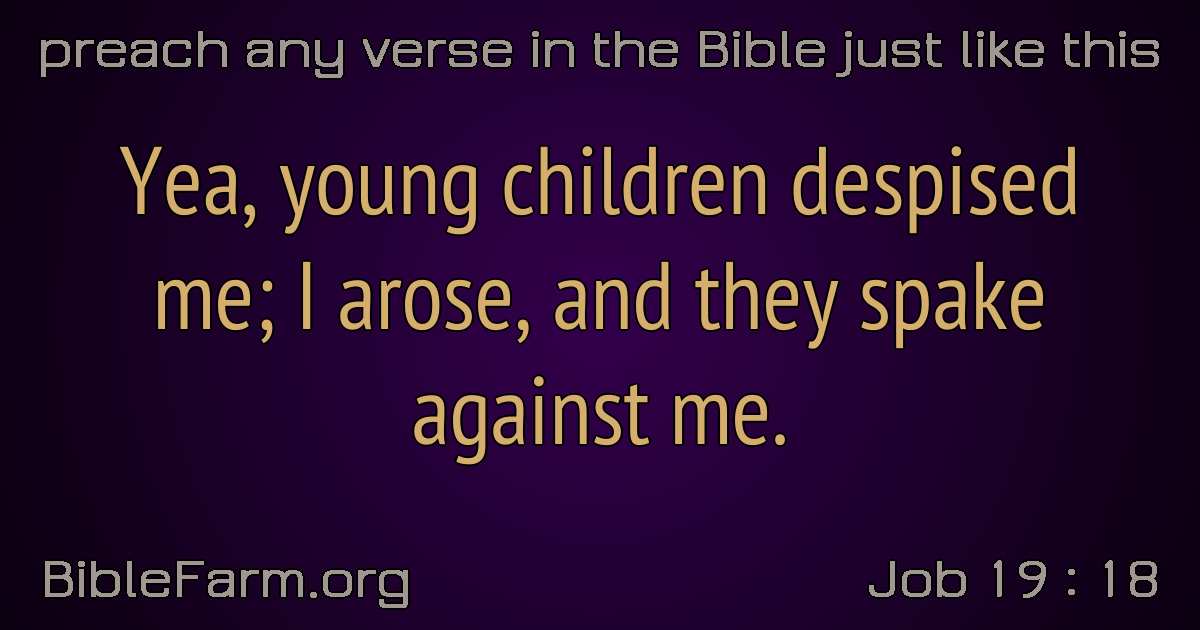 preach any verse in the Bible just like this
Yea, young children despised
me; I arose, and they spake
against me.
BibleFarm.org
Job 19 : 18